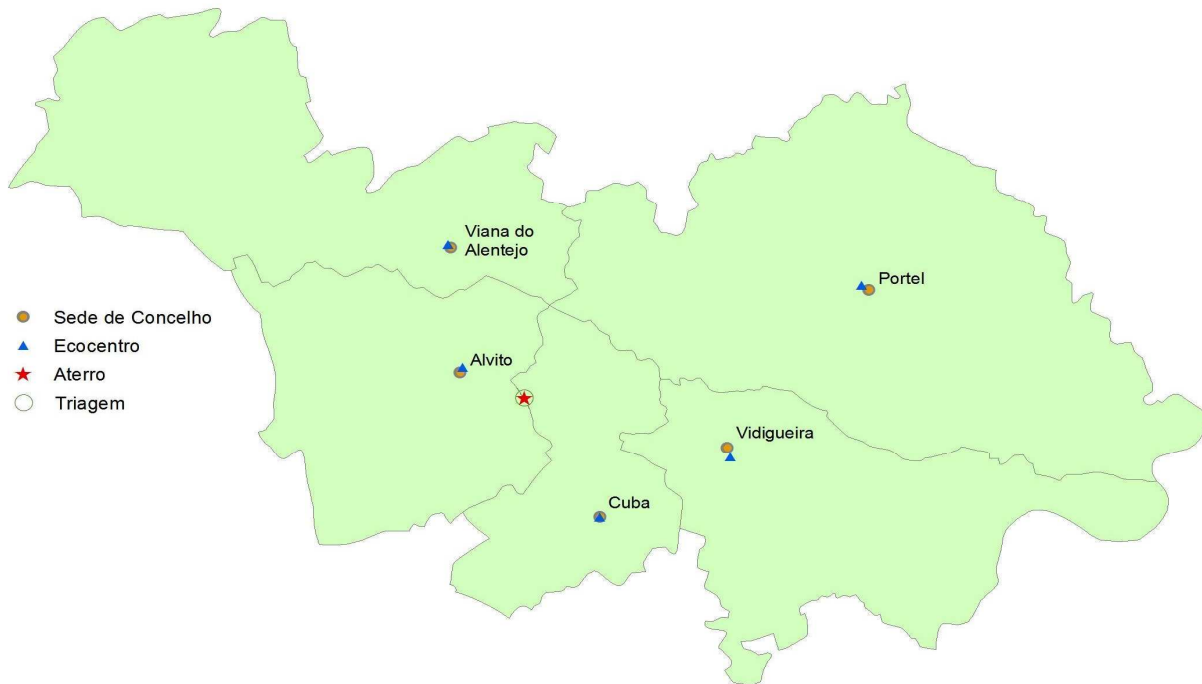 Viana do
Alentejo
Portel
Sede de Concelho
Ecocentro
Alvito
Aterro
Triagem
Vidigueira
Cuba